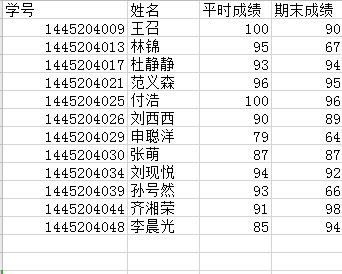 学号 姓名 平时成绩 期末成绩
1445204009 王召 100 90
1445204013 林锦 95 67
1445204017 杜静静 93 94
1445204021 范义森 96 95
1445204025 付浩 100 96
1445204026 刘西西 90 89
1445204029 申聪洋 79 64
1445204030 张萌 87 87
1445204034 刘现悦 94 92
1445204039 孙号然 93 66
1445204044 齐湘荣 91 98
1445204048 李晨光 85 94